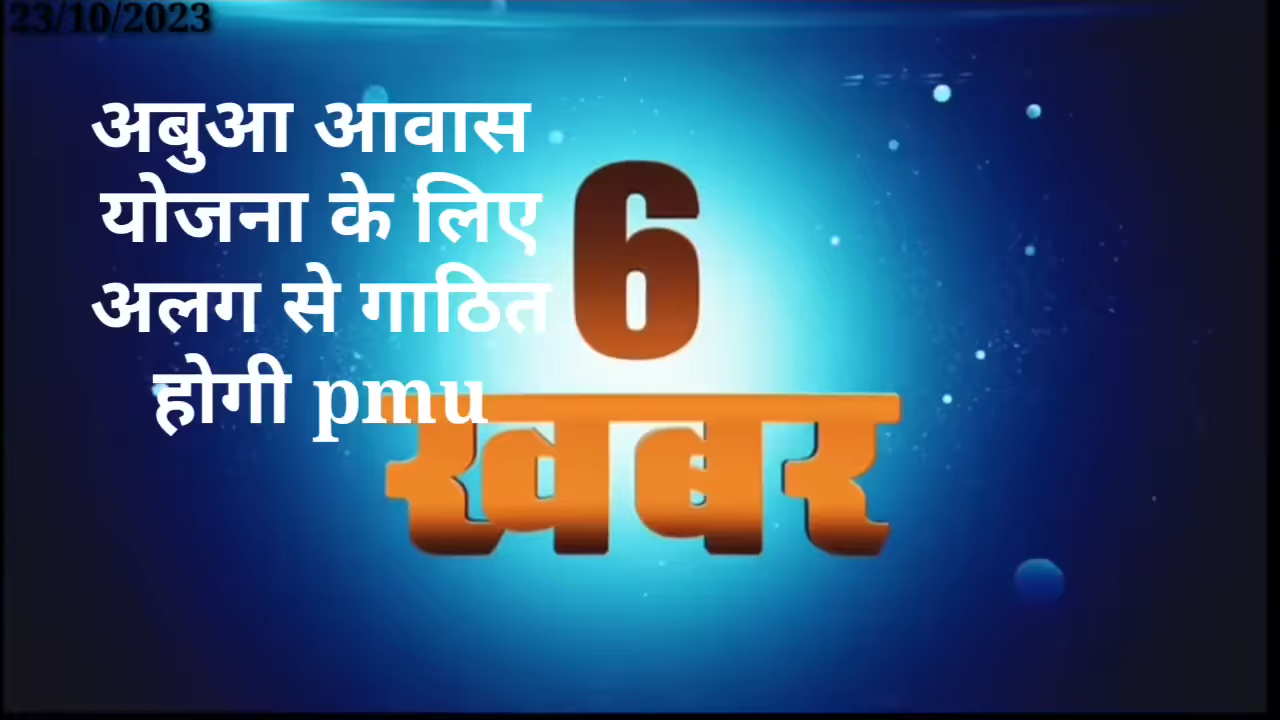 23/10/2023
अबुआ आवास
योजना के लिए
अलग से गाठित
होगी pmu
6
खबर